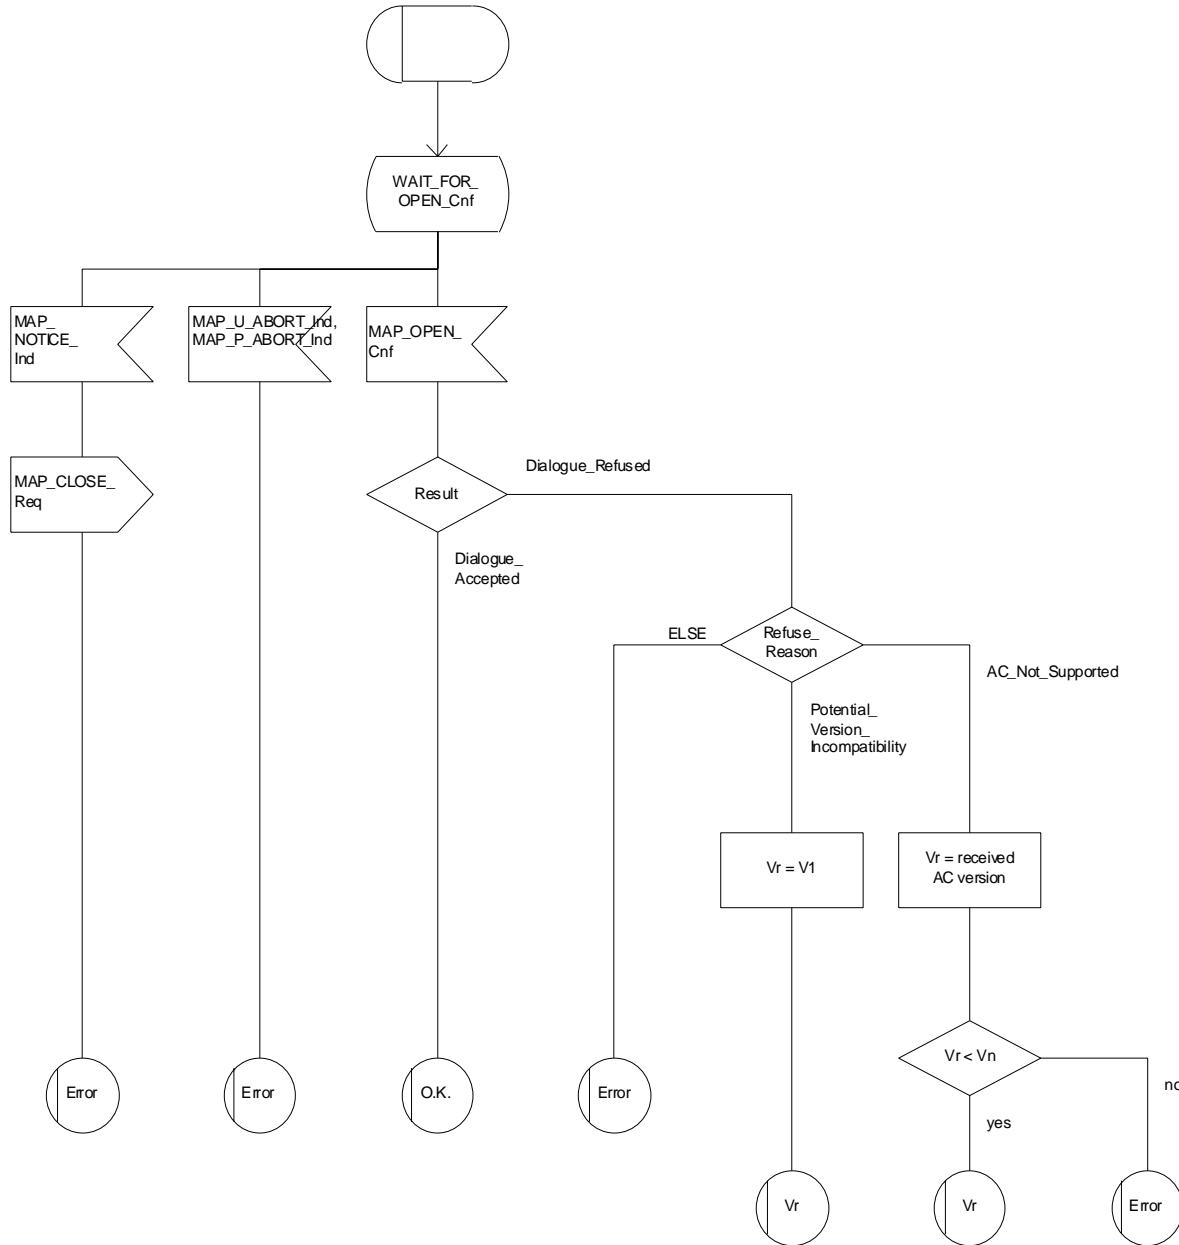 WAIT_FOR_
OPEN_Cnf
MAP_
NOTICE_
Ind
MAP_U_ABORT_Ind,
MAP_P_ABORT_Ind
MAP_OPEN_
Cnf
MAP_CLOSE_
Req
Result
Dialogue_Refused
Dialogue_
Accepted
ELSE
Refuse_
Reason
AC_Not_Supported
Potential_
Version_
Incompatibility
Vr = V1
Vr = received
AC version
Vr < Vn
no
yes
Error
Error
O.K.
Error
Vr
Vr
Error